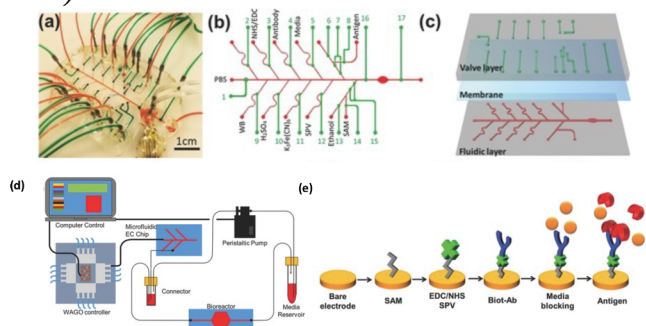 (a)
1cm
(b)
2
NHS/EDC
3
Antibody
4
Media
5
6
7
8
Antigen
16
17
PBS
1
WB
9
H₂SO₄
10
K₃Fe(CN)₆
11
SPV
12
Ethanol
13
SAM
14
15
(c)
Valve layer
Membrane
Fluidic layer
(d)
Computer Control
Microfluidic
EC Chip
Peristaltic Pump
Connector
WAGO controller
Bioreactor
Media
Reservoir
(e)
Bare
electrode
SAM
EDC/NHS
SPV
Biot-Ab
Media
blocking
Antigen